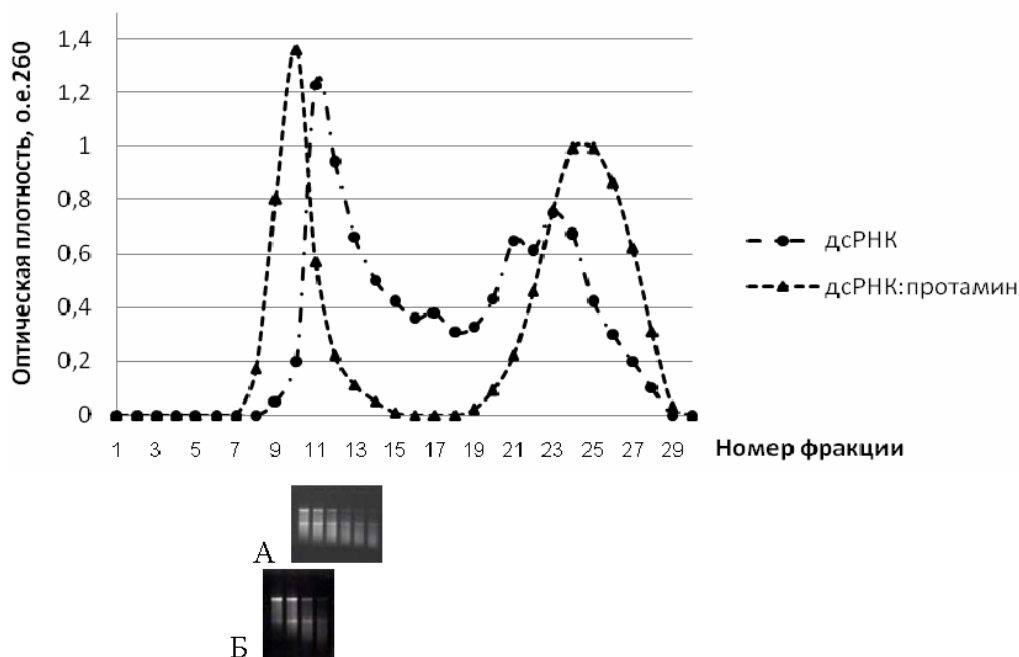 Оптическая плотность, о.е.260
1,4
1,2
1
0,8
0,6
0,4
0,2
0
1 3 5 7 9 11 13 15 17 19 21 23 25 27 29
Номер фракции
дсРНК
дсРНК:протамин
А
Б